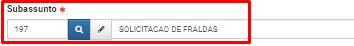 Subassunto *
197 SOLICITACAO DE FRALDAS